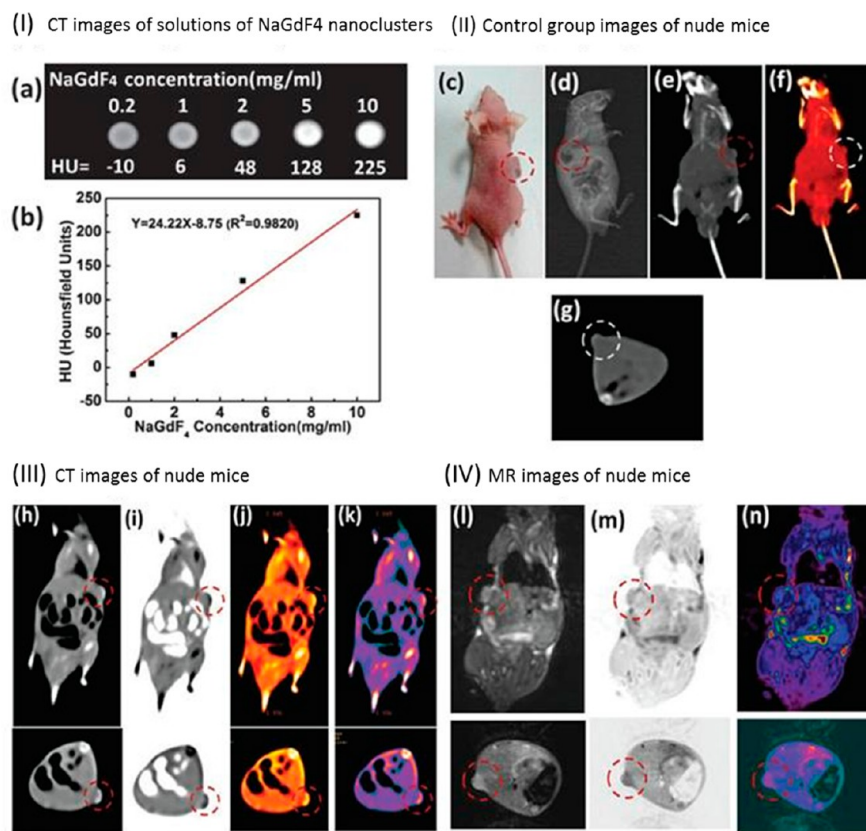 (I) CT images of solutions of NaGdF4 nanoclusters
(II) Control group images of nude mice
(a)
NaGdF4 concentration(mg/ml)
0.2 1 2 5 10
HU= -10 6 48 128 225
(b)
Y=24.22X-8.75 (R²=0.9820)
HU (Hounsfield Units)
250
200
150
100
50
0
-50
0 2 4 6 8 10
NaGdF₄ Concentration(mg/ml)
(c) (d) (e) (f)
(g)
(III) CT images of nude mice
(IV) MR images of nude mice
(h) (i) (j) (k)
(l) (m) (n)